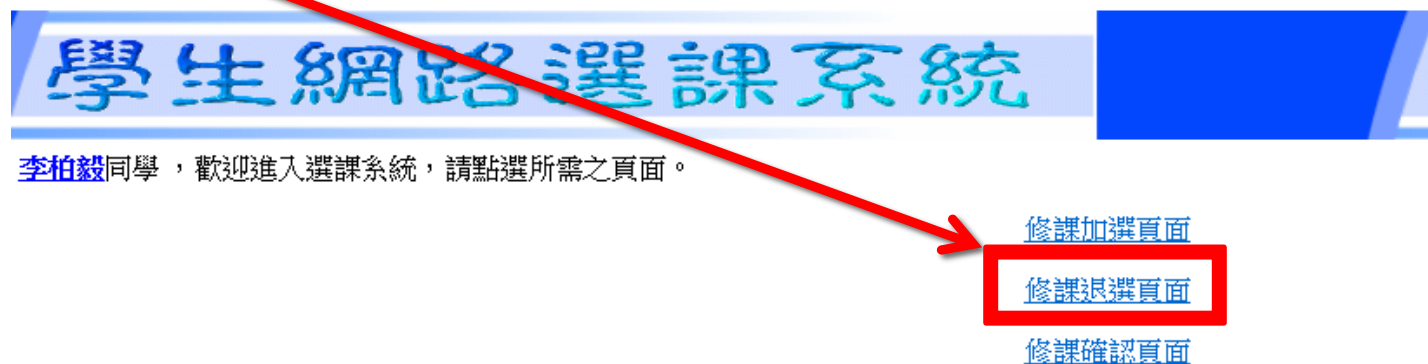 學生網路選課系統
李柏毅同學 ,歡迎進入選課系統,請點選所需之頁面。
修課加選頁面
修課退選頁面
修課確認頁面